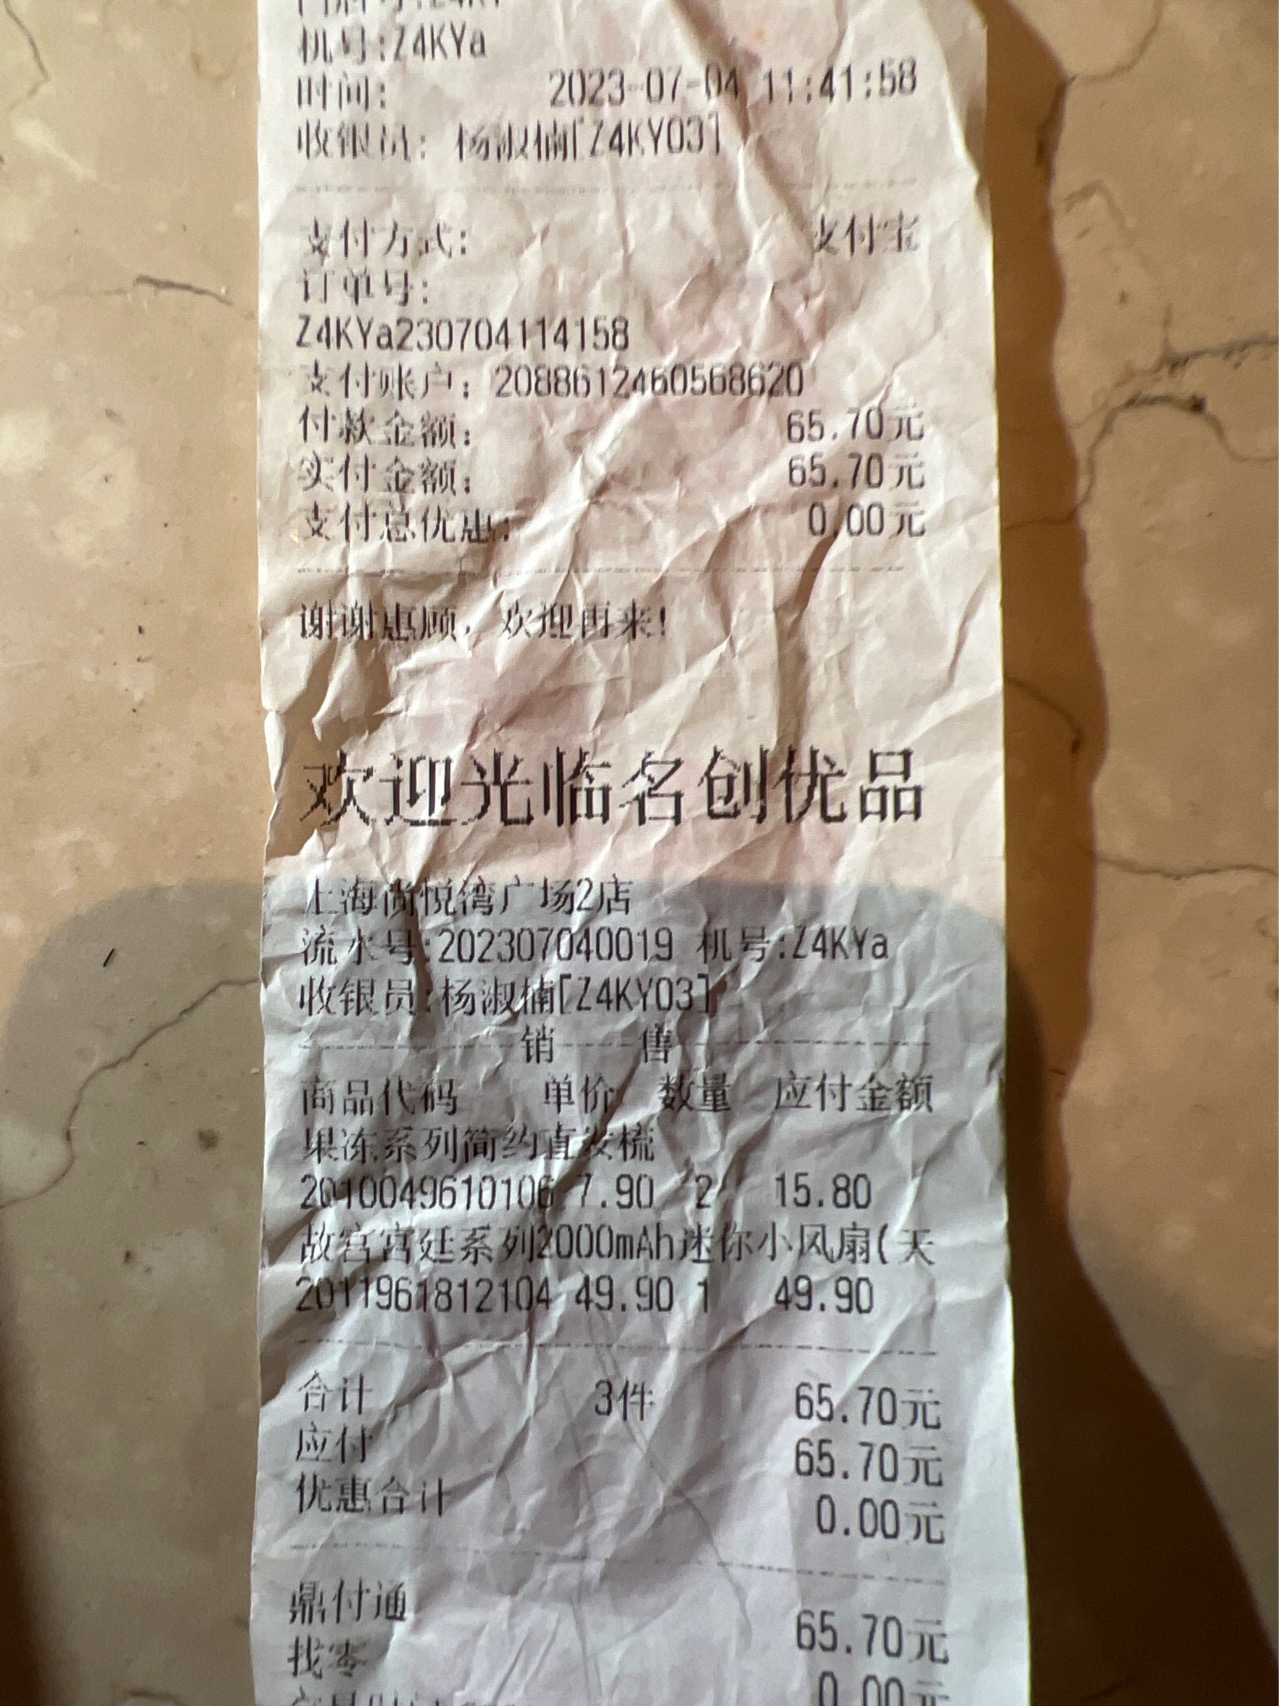 机号:Z4KYa
时间: 2023-07-04 11:41:58
收银员: 杨淑楠[Z4KY03]
支付方式: 支付宝
订单号:
Z4KYa230704114158
支付账户: 2088612460568620
付款金额: 65.70元
实付金额: 65.70元
支付总优惠: 0.00元
谢谢惠顾, 欢迎再来!
欢迎光临名创优品
上海尚悦湾广场2店
流水号:202307040019 机号:Z4KYa
收银员:杨淑楠[Z4KY03]
销 售
商品代码 单价 数量 应付金额
果冻系列简约直发梳
2010049610106 7.90 2 15.80
故宫宫廷系列2000mAh迷你小风扇(天
2011961812104 49.90 1 49.90
合计 3件 65.70元
应付 65.70元
优惠合计 0.00元
鼎付通 65.70元
找零 0.00元